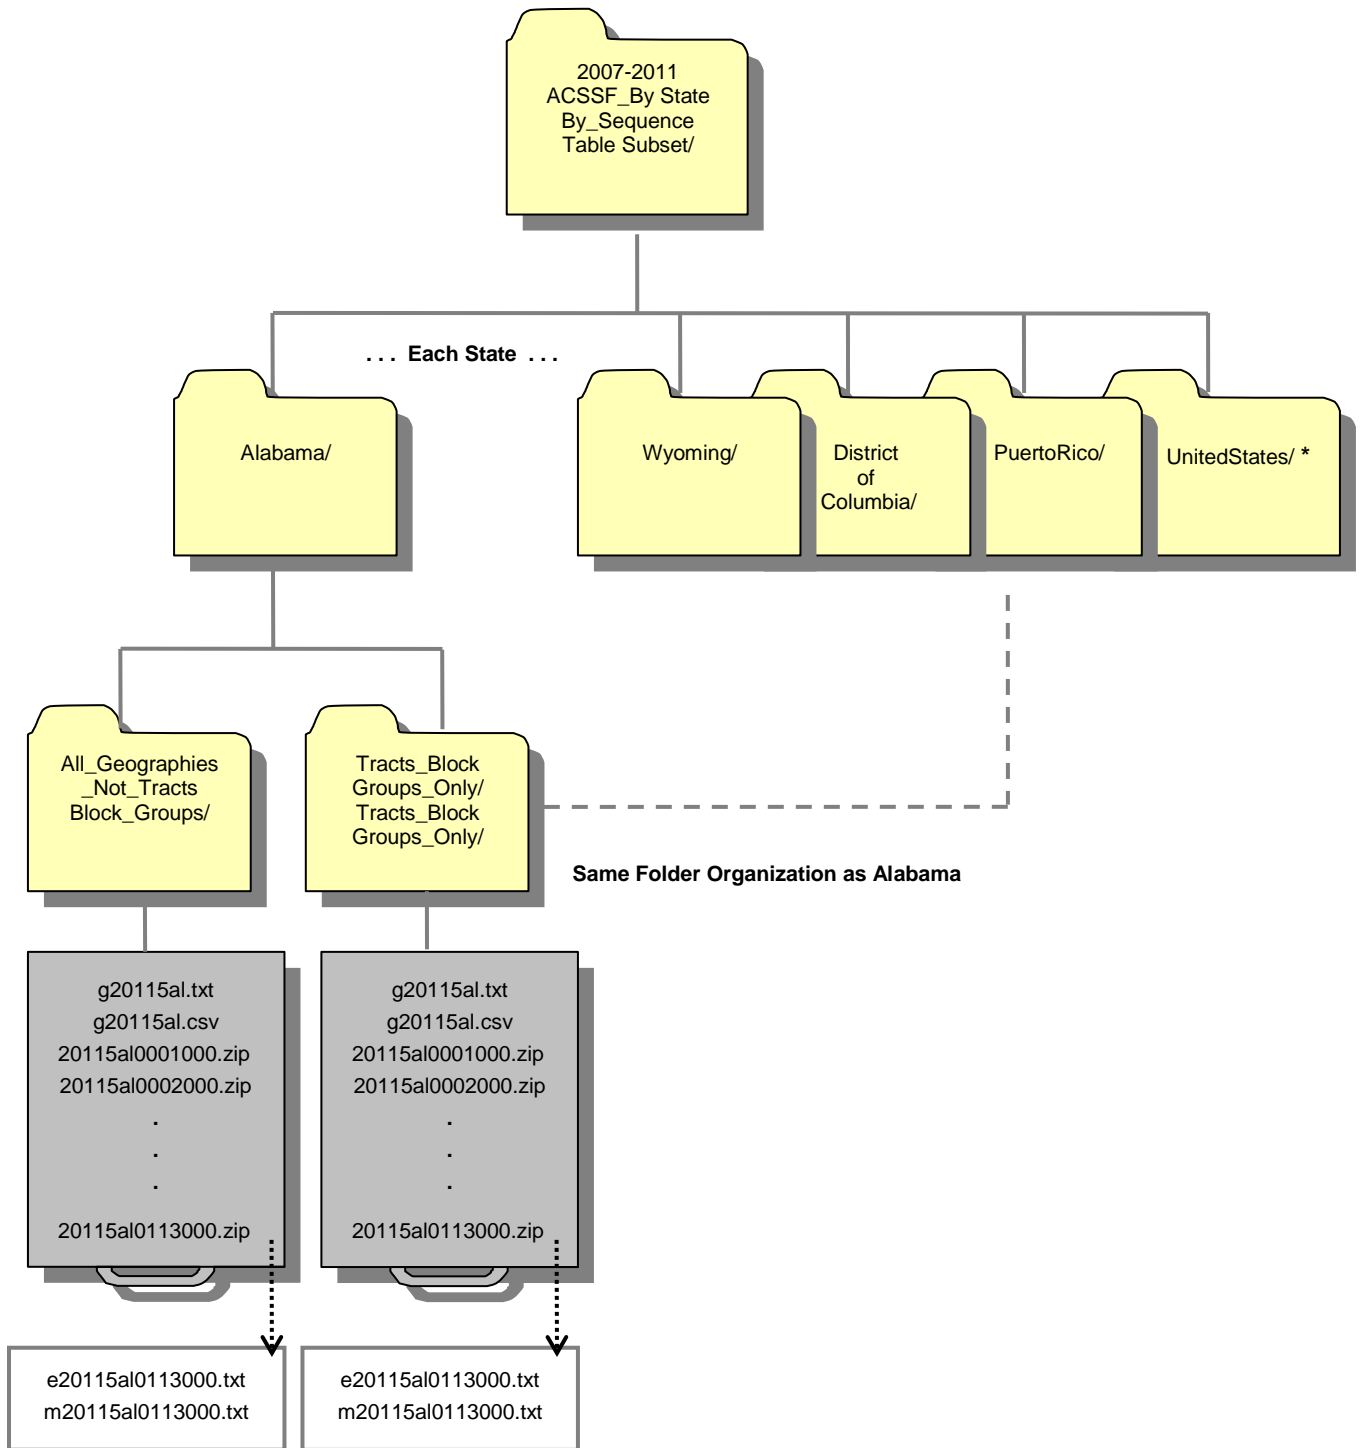 2007-2011
ACSSF_By State
By_Sequence
Table Subset/
. . . Each State . . .
Alabama/
Wyoming/
District
of
Columbia/
PuertoRico/
UnitedStates/ *
All_Geographies
_Not_Tracts
Block_Groups/
Tracts_Block
Groups_Only/
Tracts_Block
Groups_Only/
Same Folder Organization as Alabama
g20115al.txt
g20115al.csv
20115al0001000.zip
20115al0002000.zip
.
.
.
20115al0113000.zip
g20115al.txt
g20115al.csv
20115al0001000.zip
20115al0002000.zip
.
.
.
20115al0113000.zip
e20115al0113000.txt
m20115al0113000.txt
e20115al0113000.txt
m20115al0113000.txt